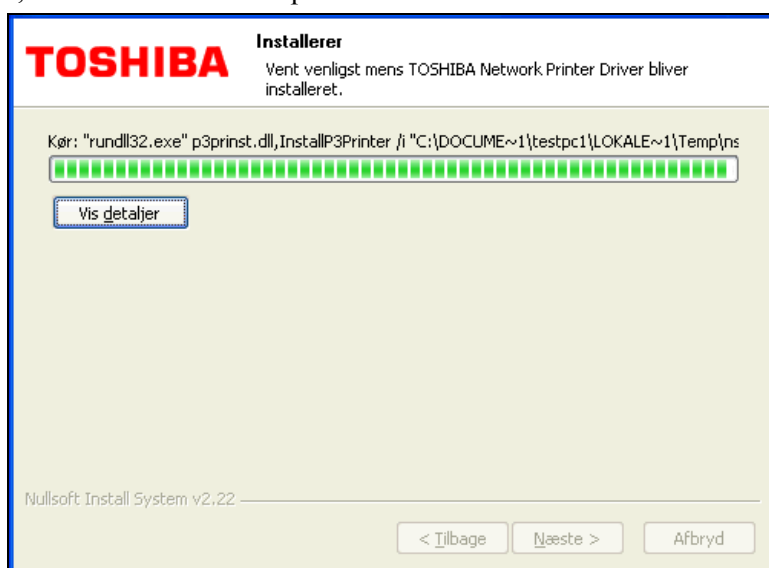 TOSHIBA
Installerer
Vent venligst mens TOSHIBA Network Printer Driver bliver
installeret.
Kør: "rundll32.exe" p3prinst.dll,InstallP3Printer /i "C:\DOCUME~1\testpc1\LOKALE~1\Temp\ns
Vis detaljer
Nullsoft Install System v2.22
< Tilbage
Næste >
Afbryd